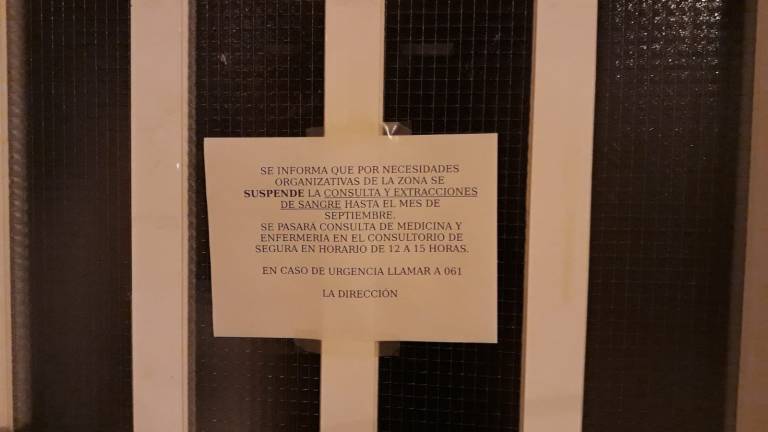 SE INFORMA QUE POR NECESIDADES
ORGANIZATIVAS DE LA ZONA SE
SUSPENDE LA CONSULTA Y EXTRACCIONES
DE SANGRE HASTA EL MES DE
SEPTIEMBRE.
SE PASARÁ CONSULTA DE MEDICINA Y
ENFERMERIA EN EL CONSULTORIO DE
SEGURA EN HORARIO DE 12 A 15 HORAS.
EN CASO DE URGENCIA LLAMAR A 061
LA DIRECCIÓN